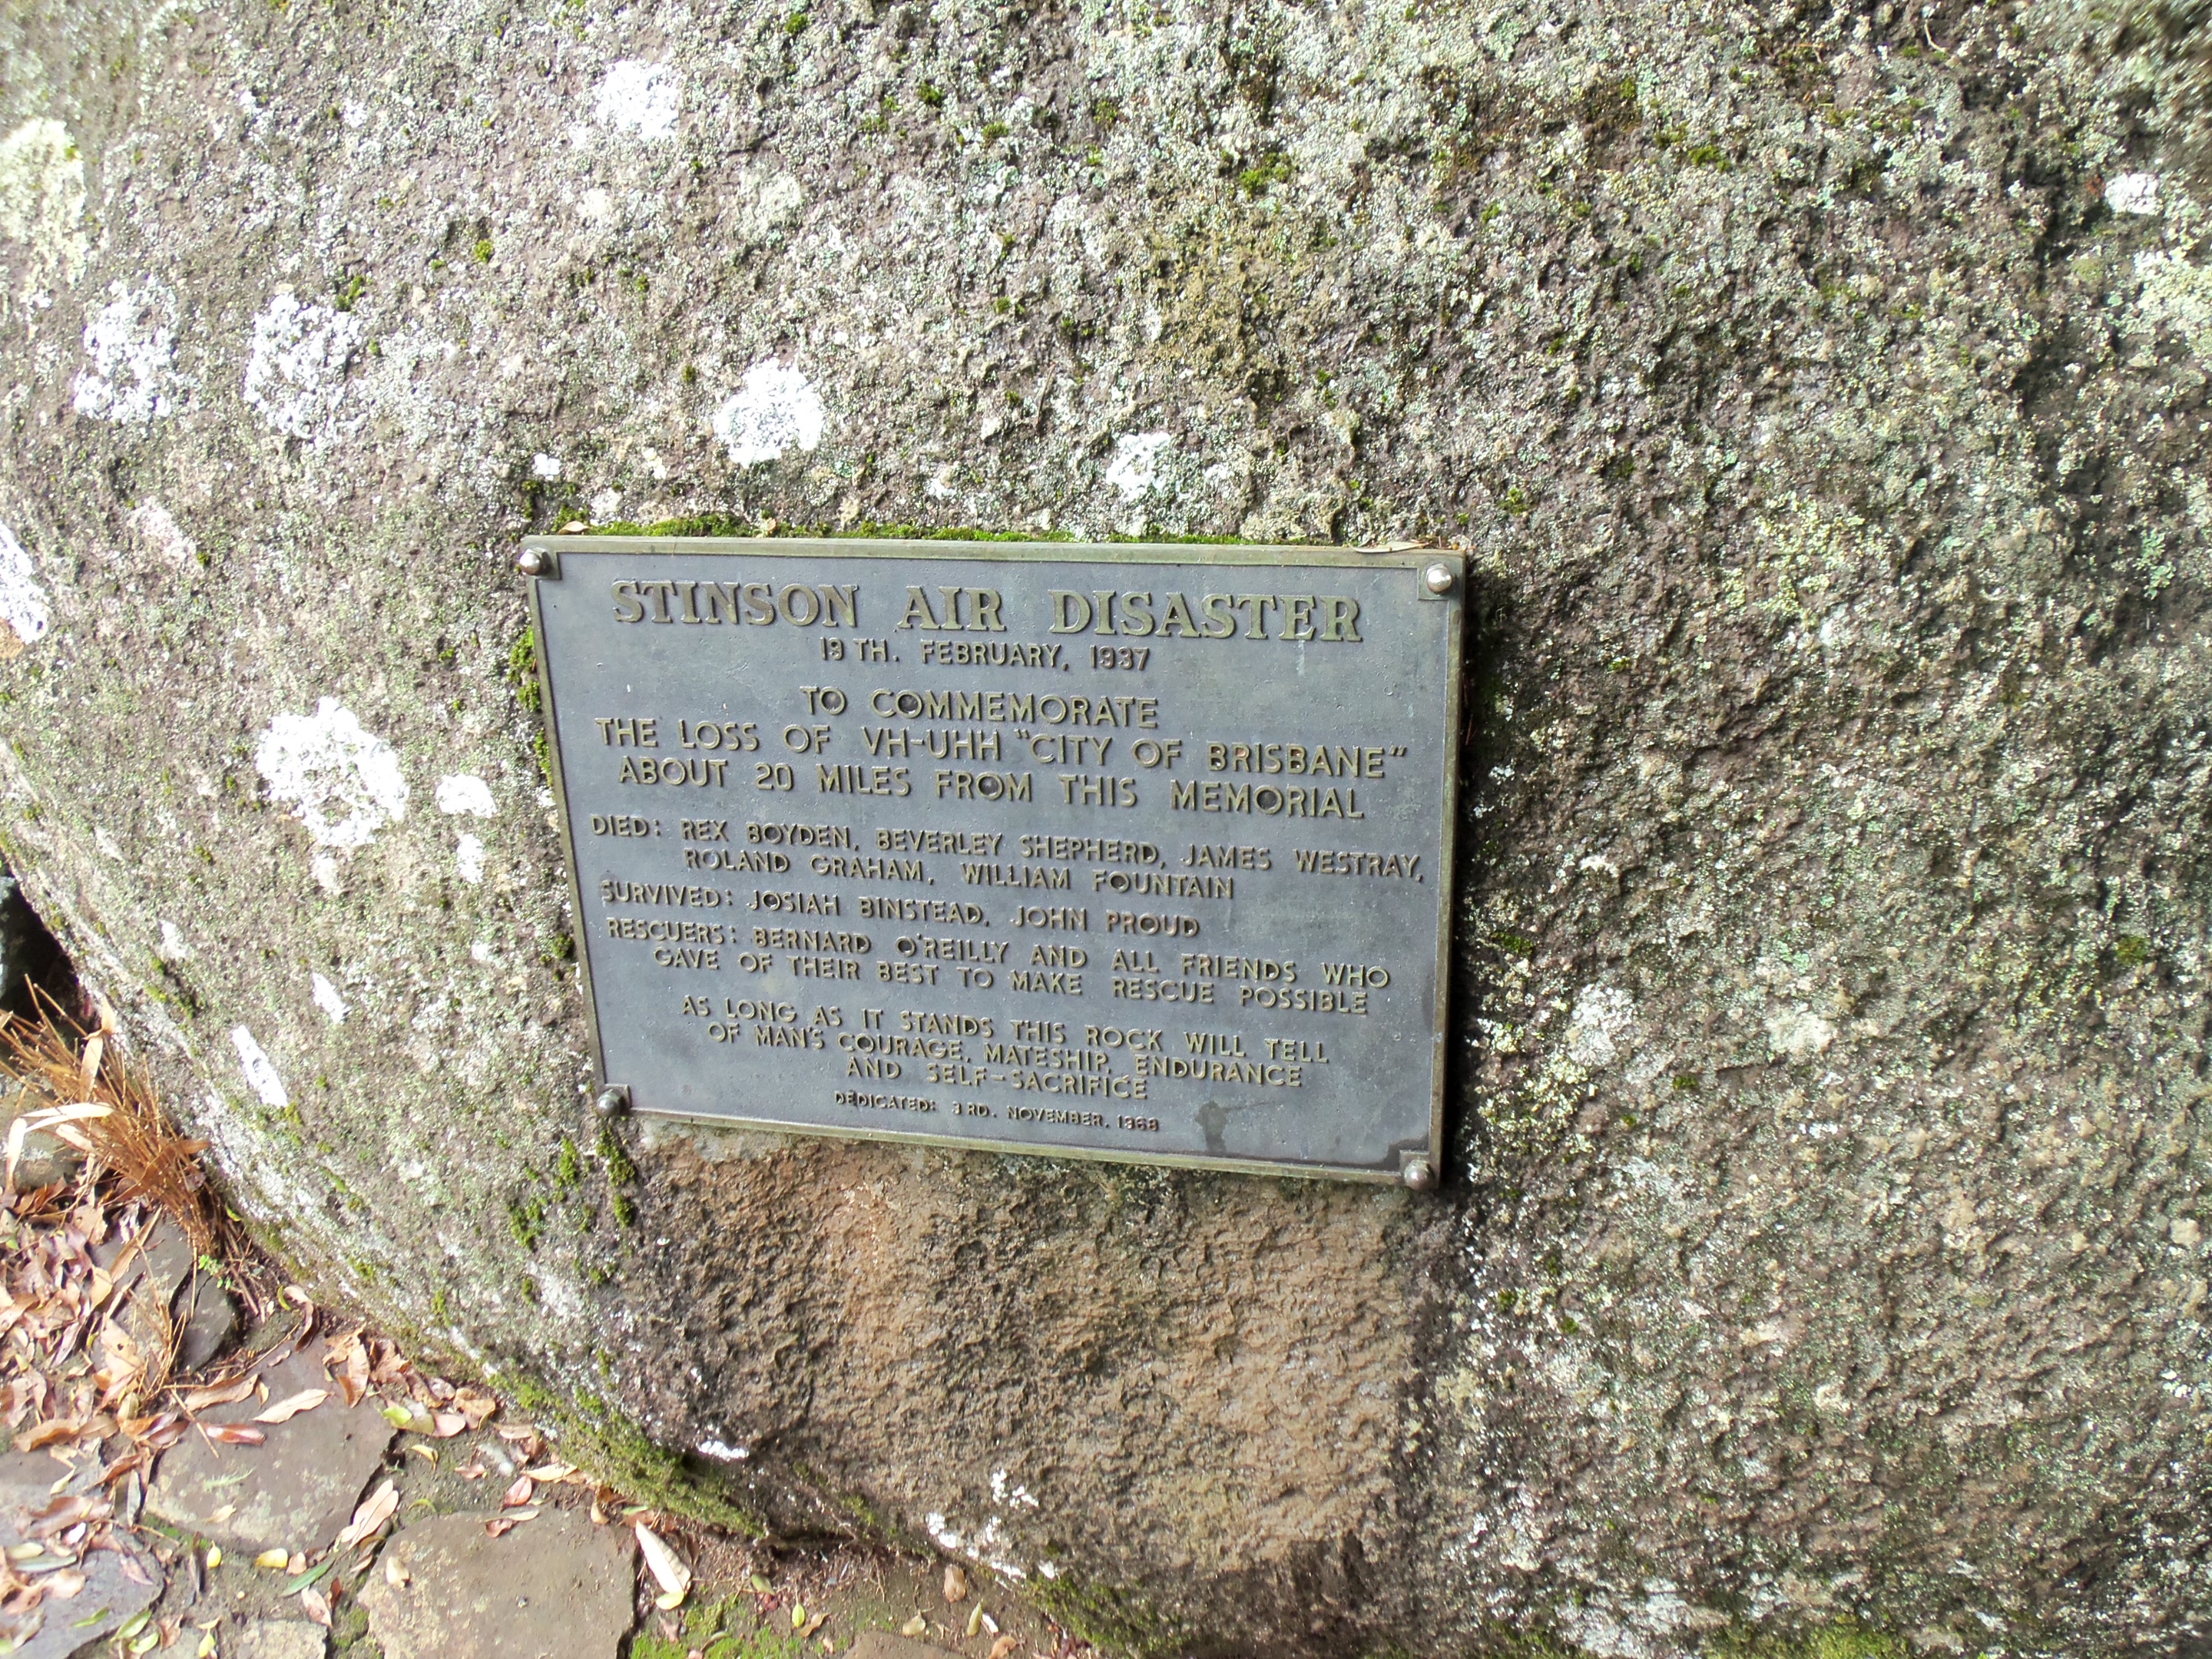 STINSON AIR DISASTER
19 TH. FEBRUARY, 1937
TO COMMEMORATE
THE LOSS OF VH-UHH "CITY OF BRISBANE"
ABOUT 20 MILES FROM THIS MEMORIAL
DIED: REX BOYDEN, BEVERLEY SHEPHERD, JAMES WESTRAY,
ROLAND GRAHAM, WILLIAM FOUNTAIN
SURVIVED: JOSIAH BINSTEAD, JOHN PROUD
RESCUERS: BERNARD O'REILLY AND ALL FRIENDS WHO
GAVE OF THEIR BEST TO MAKE RESCUE POSSIBLE
AS LONG AS IT STANDS THIS ROCK WILL TELL
OF MAN'S COURAGE, MATESHIP, ENDURANCE
AND SELF-SACRIFICE
DEDICATED: 3 RD. NOVEMBER, 1968